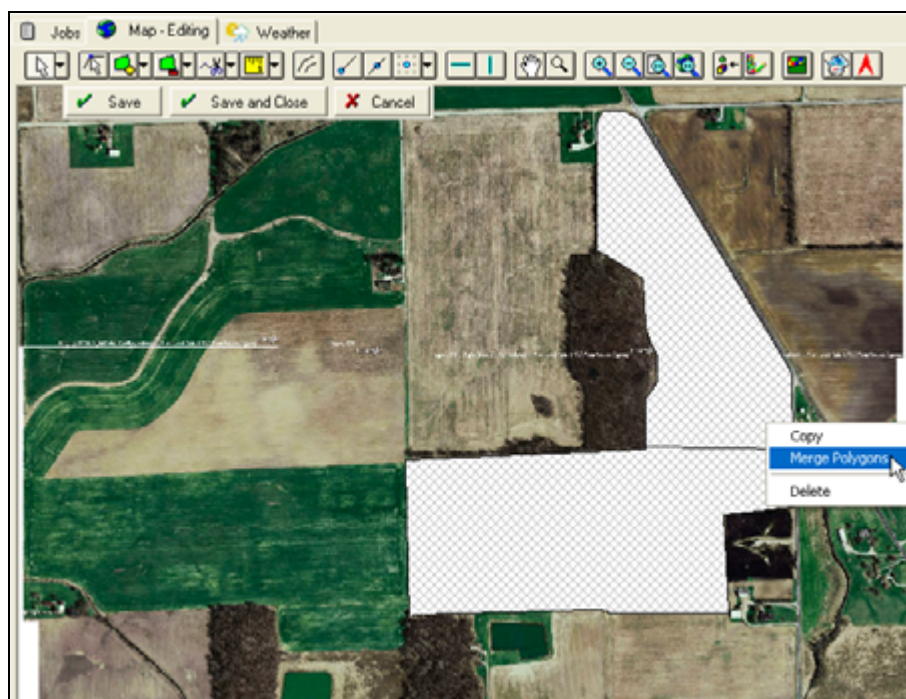 Jobs Map - Editing Weather
Save Save and Close Cancel
Copy
Merge Polygons
Delete